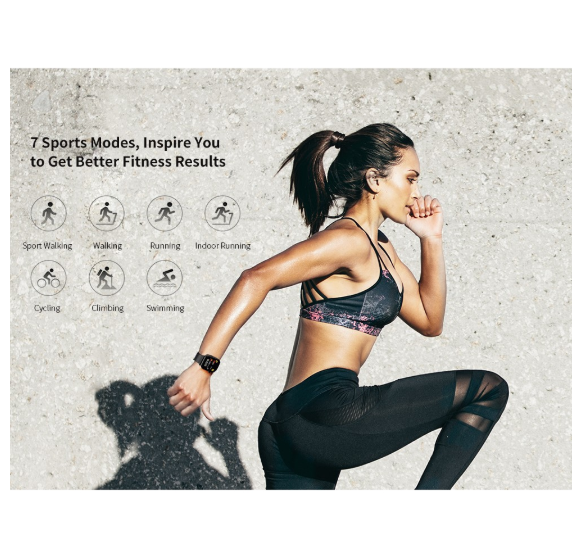 7 Sports Modes, Inspire You
to Get Better Fitness Results
Sport Walking Walking Running Indoor Running
Cycling Climbing Swimming